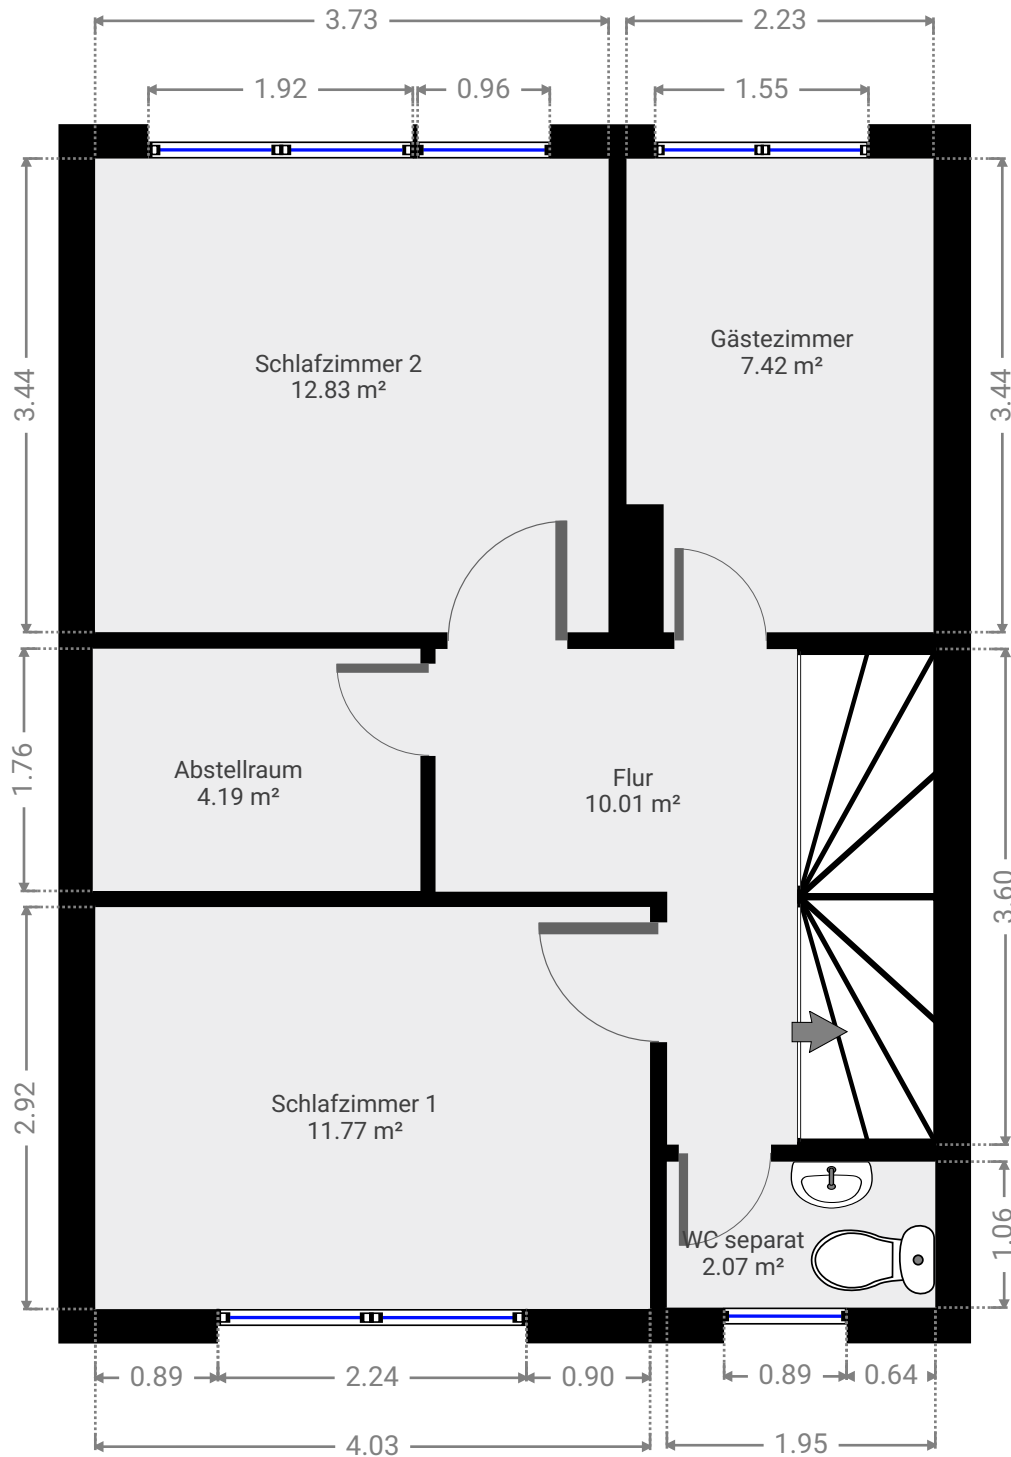 3.73
2.23
1.92
0.96
1.55
3.44
3.44
Schlafzimmer 2
12.83 m²
Gästezimmer
7.42 m²
1.76
Abstellraum
4.19 m²
Flur
10.01 m²
3.60
2.92
Schlafzimmer 1
11.77 m²
WC separat
2.07 m²
1.06
0.89
2.24
0.90
0.89
0.64
4.03
1.95